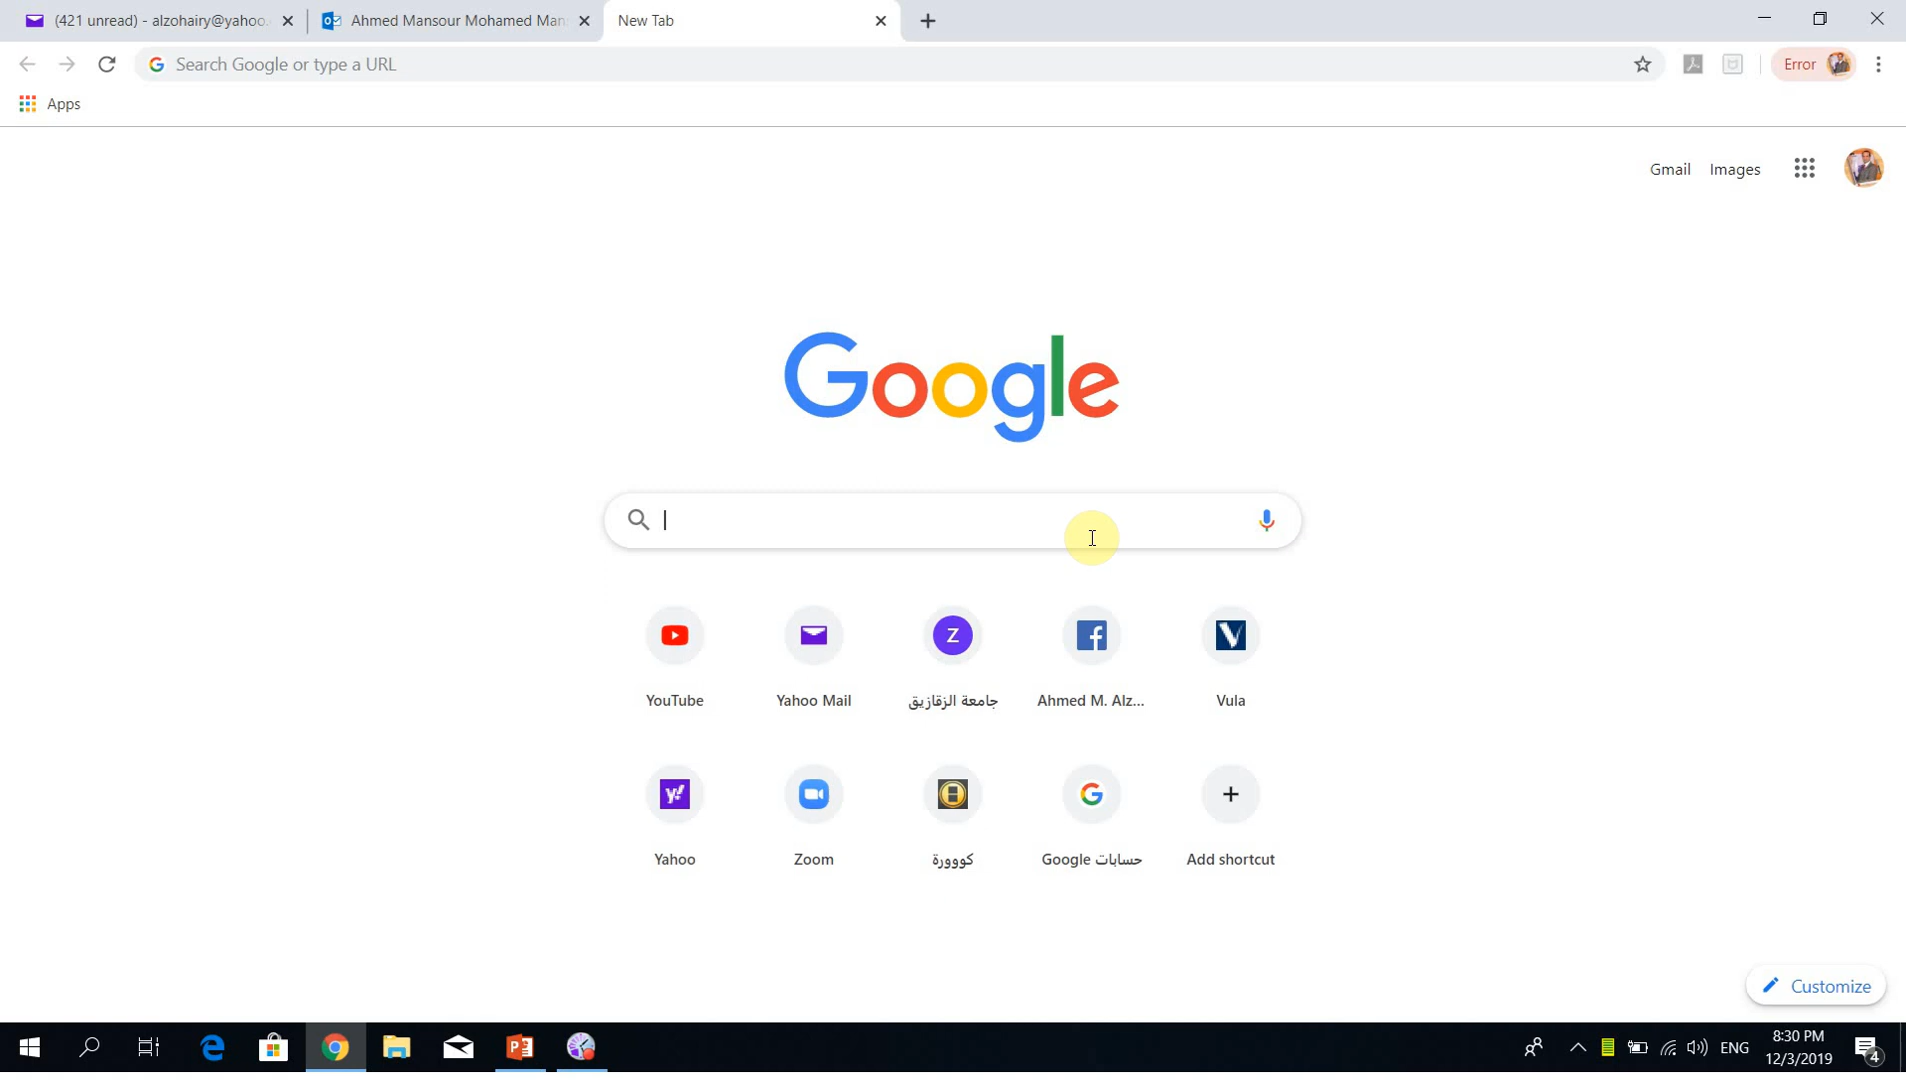 (421 unread) - alzohairy@yahoo.
Ahmed Mansour Mohamed Man
New Tab
Search Google or type a URL
Error
Apps
Gmail
Images
Google
YouTube
Yahoo Mail
Z
جامعة الزقازيق
Ahmed M. Alz...
Vula
Yahoo
Zoom
كووورة
حسابات Google
Add shortcut
Customize
ENG
8:30 PM
12/3/2019
4